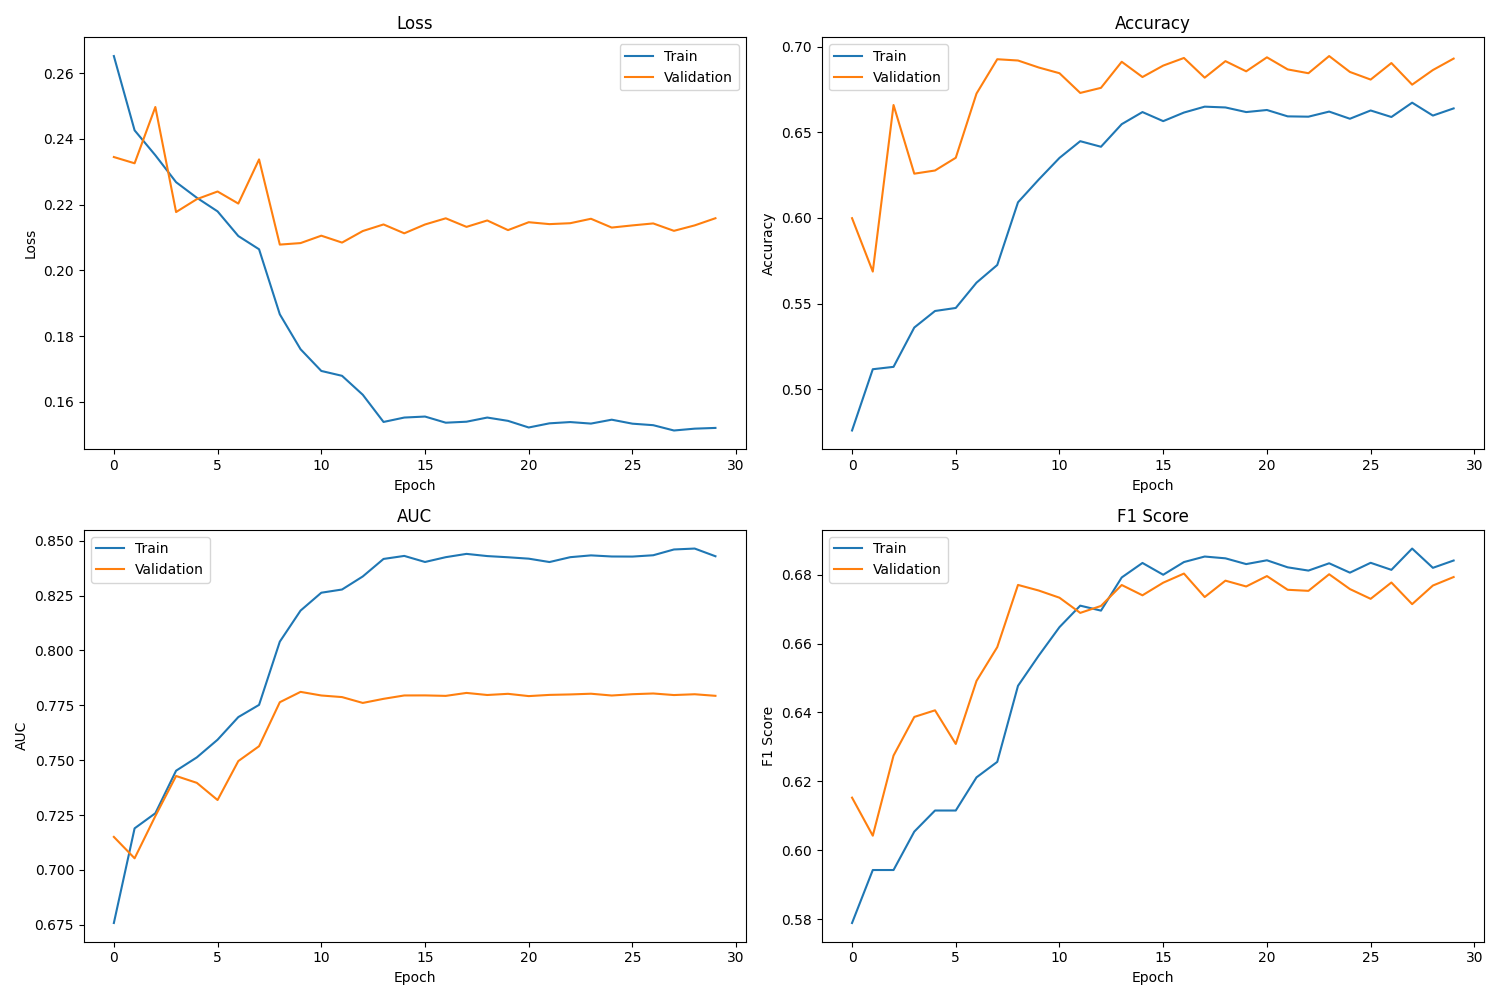 Loss
Train
Validation
0.26
0.24
0.22
0.20
0.18
0.16
Loss
0 5 10 15 20 25 30
Epoch
Accuracy
Train
Validation
0.70
0.65
0.60
0.55
0.50
Accuracy
0 5 10 15 20 25 30
Epoch
AUC
Train
Validation
0.850
0.825
0.800
0.775
0.750
0.725
0.700
0.675
AUC
0 5 10 15 20 25 30
Epoch
F1 Score
Train
Validation
0.68
0.66
0.64
0.62
0.60
0.58
F1 Score
0 5 10 15 20 25 30
Epoch